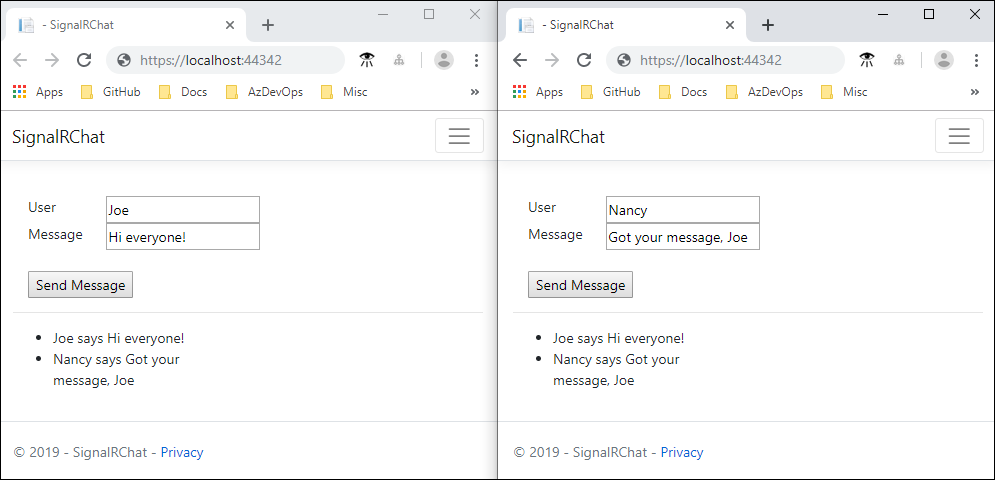 - SignalRChat
https://localhost:44342
Apps GitHub Docs AzDevOps Misc »
SignalRChat
User Joe
Message Hi everyone!
Send Message
• Joe says Hi everyone!
• Nancy says Got your
message, Joe
© 2019 - SignalRChat - Privacy
- SignalRChat
https://localhost:44342
Apps GitHub Docs AzDevOps Misc »
SignalRChat
User Nancy
Message Got your message, Joe
Send Message
• Joe says Hi everyone!
• Nancy says Got your
message, Joe
© 2019 - SignalRChat - Privacy